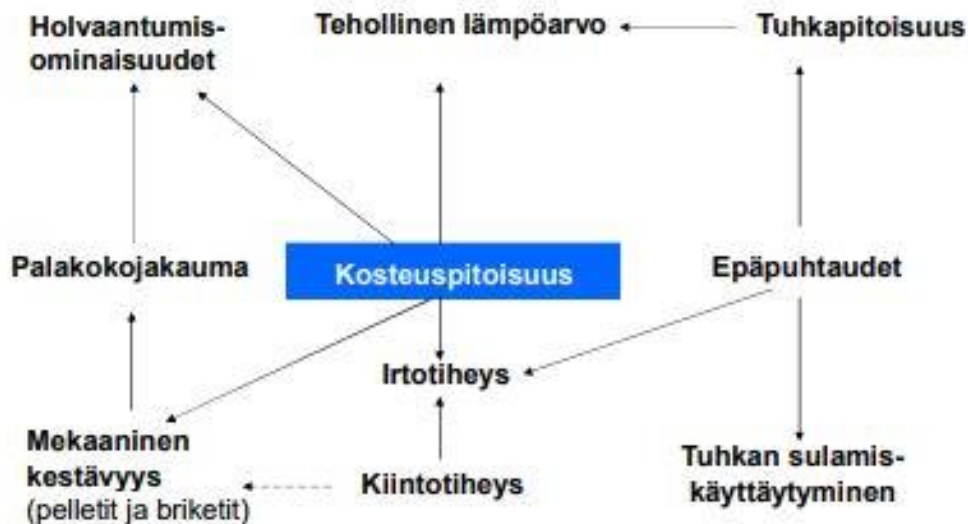 Holvaantumis-
ominaisuudet
Tehollinen lämpöarvo
Tuhkapitoisuus
Palakokojakauma
Kosteuspitoisuus
Epäpuhtaudet
Irtotiheys
Mekaaninen
kestävyys
(pelletit ja briketit)
Kiintotiheys
Tuhkan sulamis-
käyttäytyminen